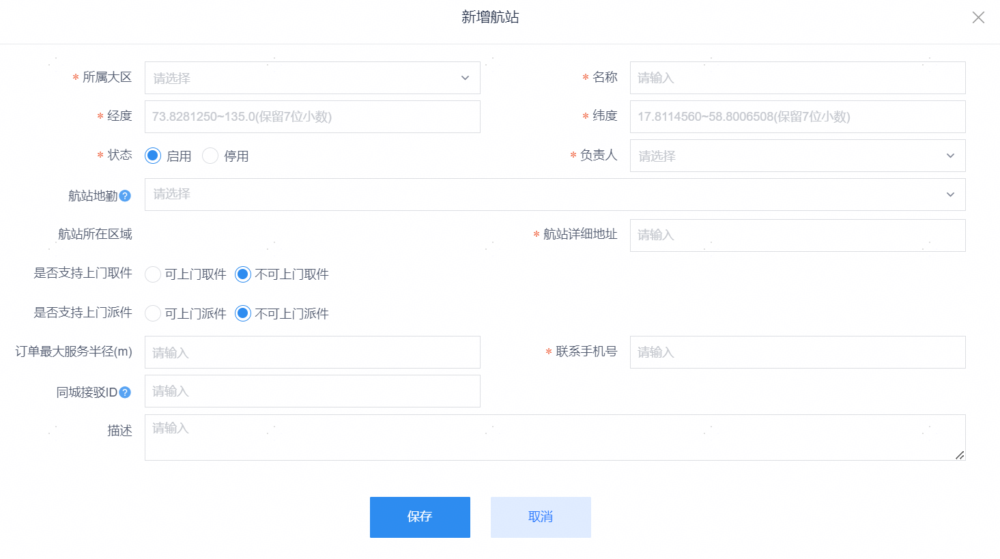 新增航站
* 所属大区 请选择 * 名称 请输入
* 经度 73.8281250~135.0(保留7位小数) * 纬度 17.8114560~58.8006508(保留7位小数)
* 状态 启用 停用 * 负责人 请选择
航站地勤? 请选择
航站所在区域 * 航站详细地址 请输入
是否支持上门取件 可上门取件 不可上门取件
是否支持上门派件 可上门派件 不可上门派件
订单最大服务半径(m) 请输入 * 联系手机号 请输入
同城接驳ID? 请输入
描述 请输入
保存 取消